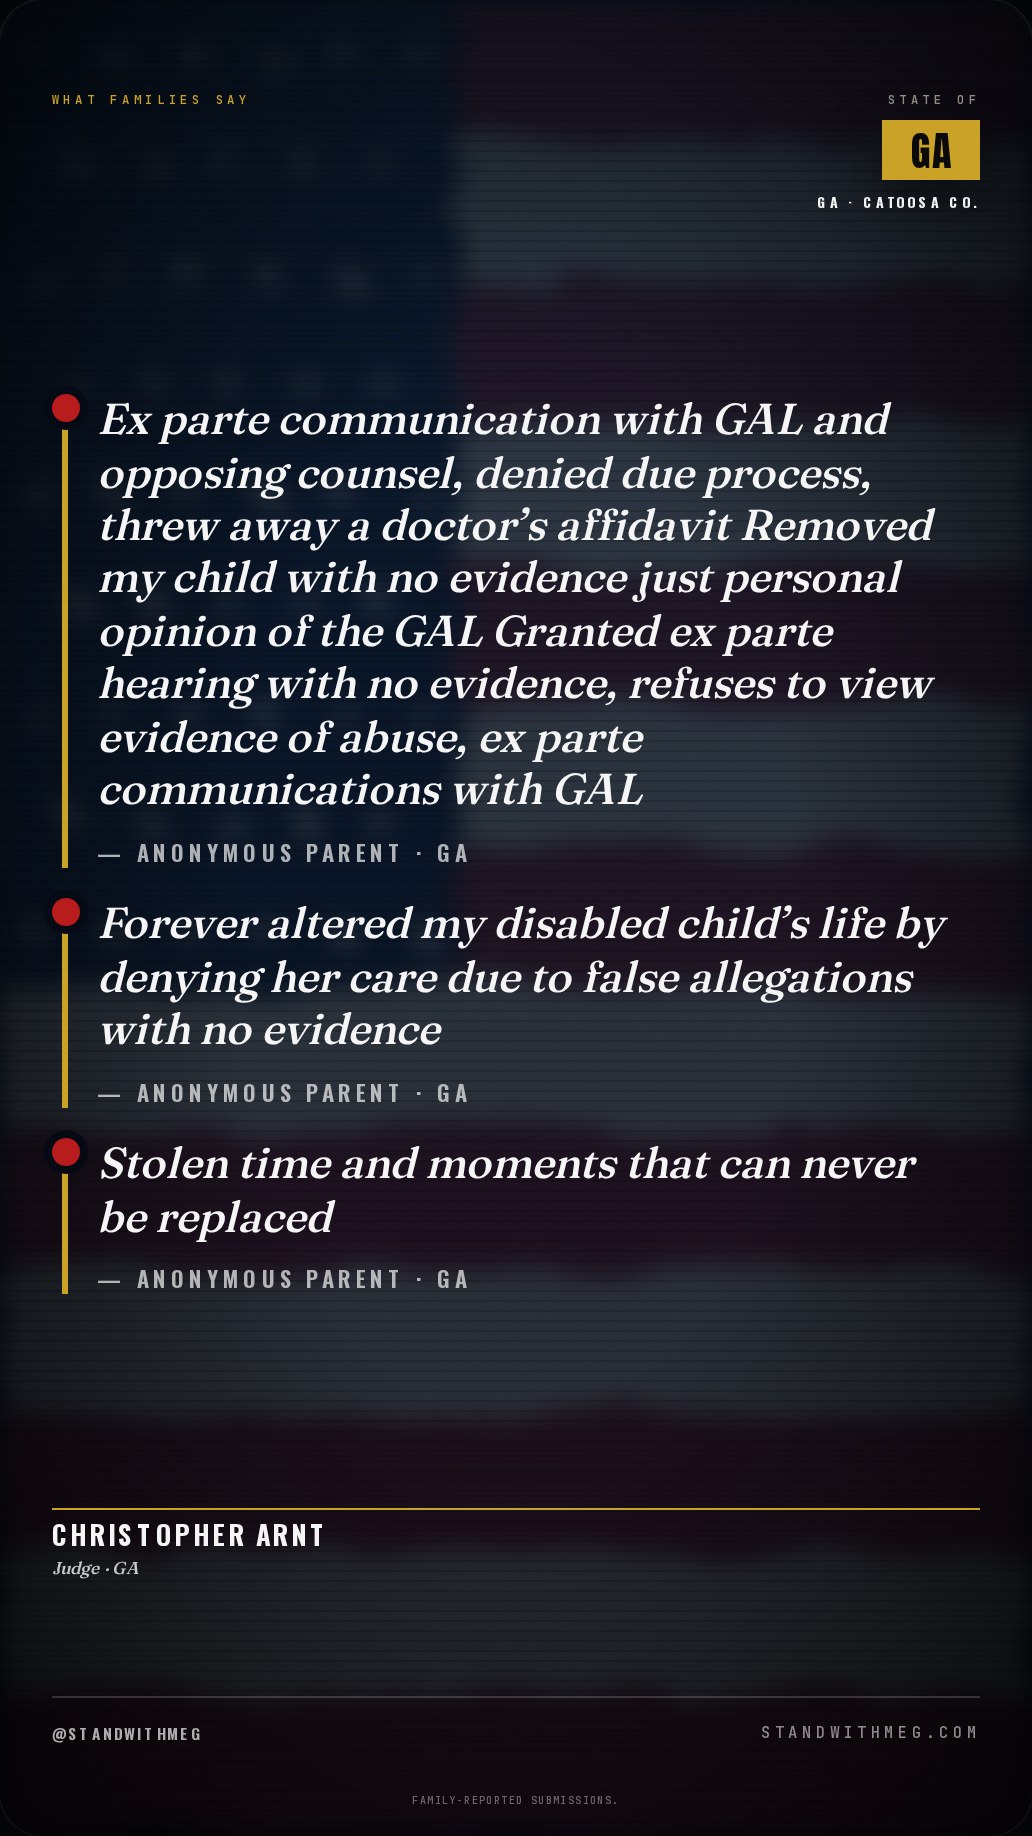 WHAT FAMILIES SAY
STATE OF
GA
GA · CATOOSA CO.
Ex parte communication with GAL and
opposing counsel, denied due process,
threw away a doctor’s affidavit Removed
my child with no evidence just personal
opinion of the GAL Granted ex parte
hearing with no evidence, refuses to view
evidence of abuse, ex parte
communications with GAL
— ANONYMOUS PARENT · GA
Forever altered my disabled child’s life by
denying her care due to false allegations
with no evidence
— ANONYMOUS PARENT · GA
Stolen time and moments that can never
be replaced
— ANONYMOUS PARENT · GA
CHRISTOPHER ARNT
Judge · GA
@STANDWITHMEG
STANDWITHMEG.COM
FAMILY-REPORTED SUBMISSIONS.